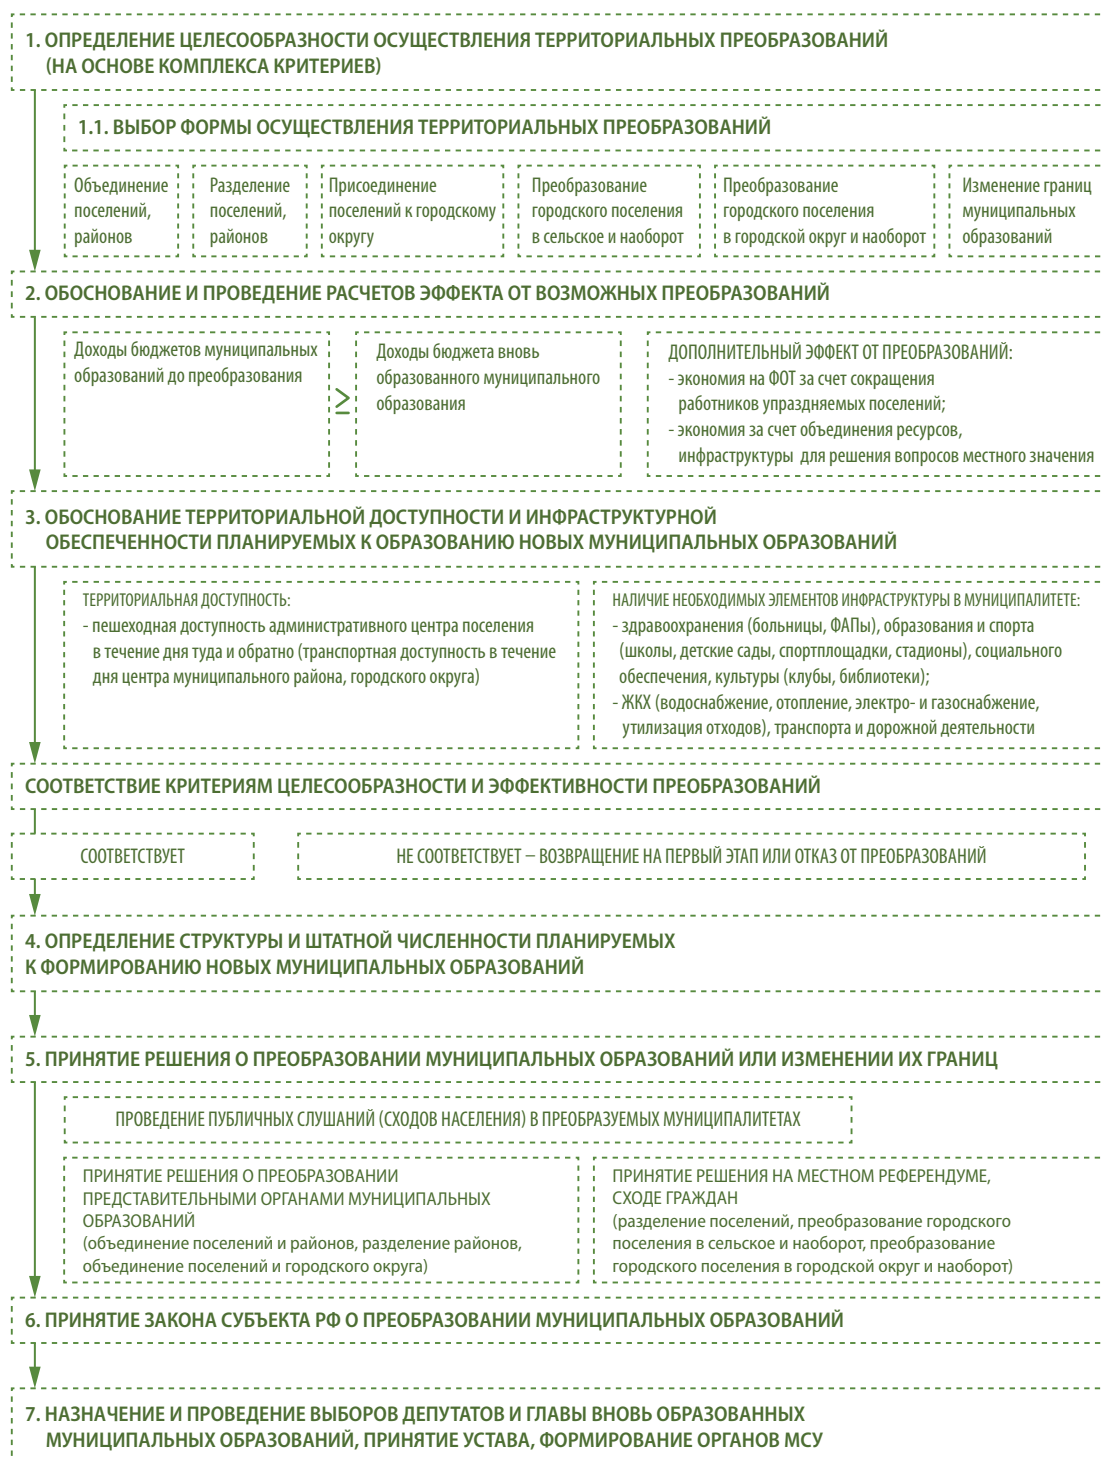 1. ОПРЕДЕЛЕНИЕ ЦЕЛЕСООБРАЗНОСТИ ОСУЩЕСТВЛЕНИЯ ТЕРРИТОРИАЛЬНЫХ ПРЕОБРАЗОВАНИЙ
(НА ОСНОВЕ КОМПЛЕКСА КРИТЕРИЕВ)
1.1. ВЫБОР ФОРМЫ ОСУЩЕСТВЛЕНИЯ ТЕРРИТОРИАЛЬНЫХ ПРЕОБРАЗОВАНИЙ
Объединение
поселений,
районов
Разделение
поселений,
районов
Присоединение
поселений к городскому
округу
Преобразование
городского поселения
в сельское и наоборот
Преобразование
городского поселения
в городской округ и наоборот
Изменение границ
муниципальных
образований
2. ОБОСНОВАНИЕ И ПРОВЕДЕНИЕ РАСЧЕТОВ ЭФФЕКТА ОТ ВОЗМОЖНЫХ ПРЕОБРАЗОВАНИЙ
Доходы бюджетов муниципальных
образований до преобразования
≥
Доходы бюджета вновь
образованного муниципального
образования
ДОПОЛНИТЕЛЬНЫЙ ЭФФЕКТ ОТ ПРЕОБРАЗОВАНИЙ:
- экономия на ФОТ за счет сокращения
работников упраздняемых поселений;
- экономия за счет объединения ресурсов,
инфраструктуры для решения вопросов местного значения
3. ОБОСНОВАНИЕ ТЕРРИТОРИАЛЬНОЙ ДОСТУПНОСТИ И ИНФРАСТРУКТУРНОЙ
ОБЕСПЕЧЕННОСТИ ПЛАНИРУЕМЫХ К ОБРАЗОВАНИЮ НОВЫХ МУНИЦИПАЛЬНЫХ ОБРАЗОВАНИЙ
ТЕРРИТОРИАЛЬНАЯ ДОСТУПНОСТЬ:
- пешеходная доступность административного центра поселения
в течение дня туда и обратно (транспортная доступность в течение
дня центра муниципального района, городского округа)
НАЛИЧИЕ НЕОБХОДИМЫХ ЭЛЕМЕНТОВ ИНФРАСТРУКТУРЫ В МУНИЦИПАЛИТЕТЕ:
- здравоохранения (больницы, ФАПы), образования и спорта
(школы, детские сады, спортплощадки, стадионы), социального
обеспечения, культуры (клубы, библиотеки);
- ЖКХ (водоснабжение, отопление, электро- и газоснабжение,
утилизация отходов), транспорта и дорожной деятельности
СООТВЕТСТВИЕ КРИТЕРИЯМ ЦЕЛЕСООБРАЗНОСТИ И ЭФФЕКТИВНОСТИ ПРЕОБРАЗОВАНИЙ
СООТВЕТСТВУЕТ
НЕ СООТВЕТСТВУЕТ – ВОЗВРАЩЕНИЕ НА ПЕРВЫЙ ЭТАП ИЛИ ОТКАЗ ОТ ПРЕОБРАЗОВАНИЙ
4. ОПРЕДЕЛЕНИЕ СТРУКТУРЫ И ШТАТНОЙ ЧИСЛЕННОСТИ ПЛАНИРУЕМЫХ
К ФОРМИРОВАНИЮ НОВЫХ МУНИЦИПАЛЬНЫХ ОБРАЗОВАНИЙ
5. ПРИНЯТИЕ РЕШЕНИЯ О ПРЕОБРАЗОВАНИИ МУНИЦИПАЛЬНЫХ ОБРАЗОВАНИЙ ИЛИ ИЗМЕНЕНИИ ИХ ГРАНИЦ
ПРОВЕДЕНИЕ ПУБЛИЧНЫХ СЛУШАНИЙ (СХОДОВ НАСЕЛЕНИЯ) В ПРЕОБРАЗУЕМЫХ МУНИЦИПАЛИТЕТАХ
ПРИНЯТИЕ РЕШЕНИЯ О ПРЕОБРАЗОВАНИИ
ПРЕДСТАВИТЕЛЬНЫМИ ОРГАНАМИ МУНИЦИПАЛЬНЫХ
ОБРАЗОВАНИЙ
(объединение поселений и районов, разделение районов,
объединение поселений и городского округа)
ПРИНЯТИЕ РЕШЕНИЯ НА МЕСТНОМ РЕФЕРЕНДУМЕ,
СХОДЕ ГРАЖДАН
(разделение поселений, преобразование городского
поселения в сельское и наоборот, преобразование
городского поселения в городской округ и наоборот)
6. ПРИНЯТИЕ ЗАКОНА СУБЪЕКТА РФ О ПРЕОБРАЗОВАНИИ МУНИЦИПАЛЬНЫХ ОБРАЗОВАНИЙ
7. НАЗНАЧЕНИЕ И ПРОВЕДЕНИЕ ВЫБОРОВ ДЕПУТАТОВ И ГЛАВЫ ВНОВЬ ОБРАЗОВАННЫХ
МУНИЦИПАЛЬНЫХ ОБРАЗОВАНИЙ, ПРИНЯТИЕ УСТАВА, ФОРМИРОВАНИЕ ОРГАНОВ МСУ